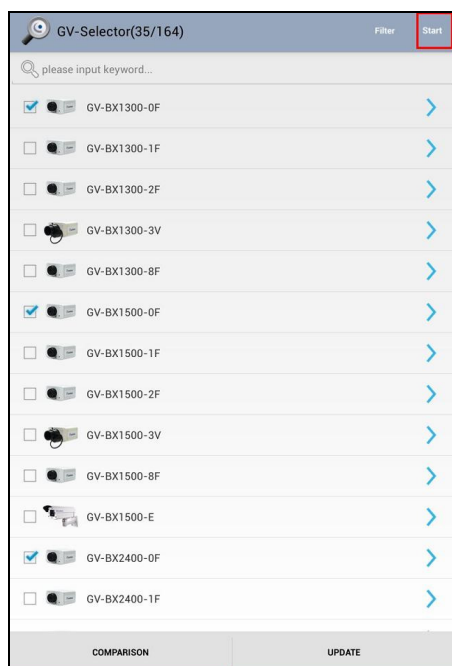 GV-Selector(35/164) Filter Start
please input keyword...
GV-BX1300-0F
GV-BX1300-1F
GV-BX1300-2F
GV-BX1300-3V
GV-BX1300-8F
GV-BX1500-0F
GV-BX1500-1F
GV-BX1500-2F
GV-BX1500-3V
GV-BX1500-8F
GV-BX1500-E
GV-BX2400-0F
GV-BX2400-1F
COMPARISON UPDATE